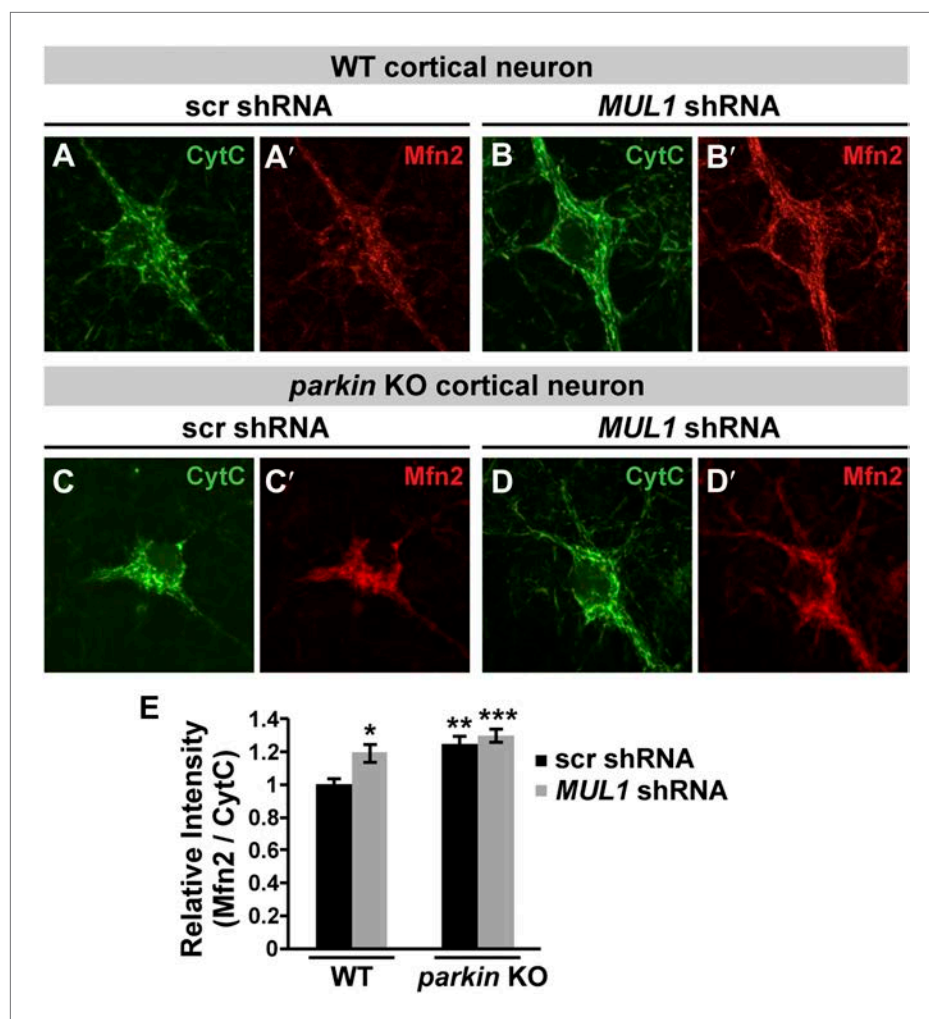 WT cortical neuron
scr shRNA MUL1 shRNA
A CytC A′ Mfn2 B CytC B′ Mfn2
parkin KO cortical neuron
scr shRNA MUL1 shRNA
C CytC C′ Mfn2 D CytC D′ Mfn2
E
Relative Intensity
(Mfn2 / CytC)
1.4
1.2
1
0.8
0.6
0.4
0.2
0
* ** ***
WT parkin KO
scr shRNA
MUL1 shRNA